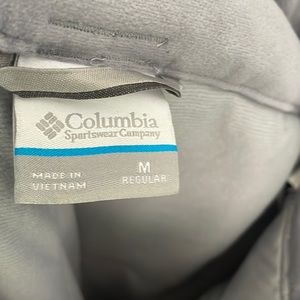 Columbia
Sportswear Company
M
MADE IN
VIETNAM
REGULAR